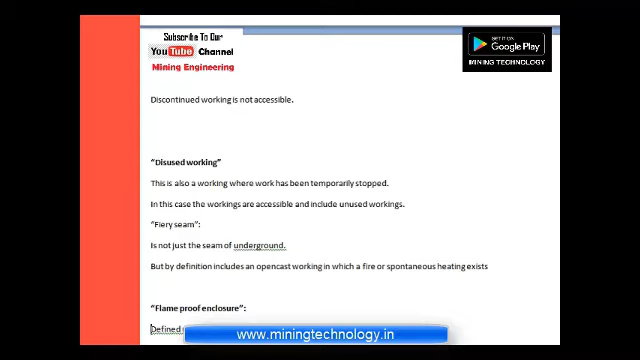 Subscribe To Our
YouTube Channel
Mining Engineering
GET IT ON
Google Play
MINING TECHNOLOGY
Discontinued working is not accessible.
“Disused working”
This is also a working where work has been temporarily stopped.
In this case the workings are accessible and include unused workings.
“Fiery seam”:
Is not just the seam of underground.
But by definition includes an opencast working in which a fire or spontaneous heating exists
“Flame proof enclosure”:
Defined
www.miningtechnology.in